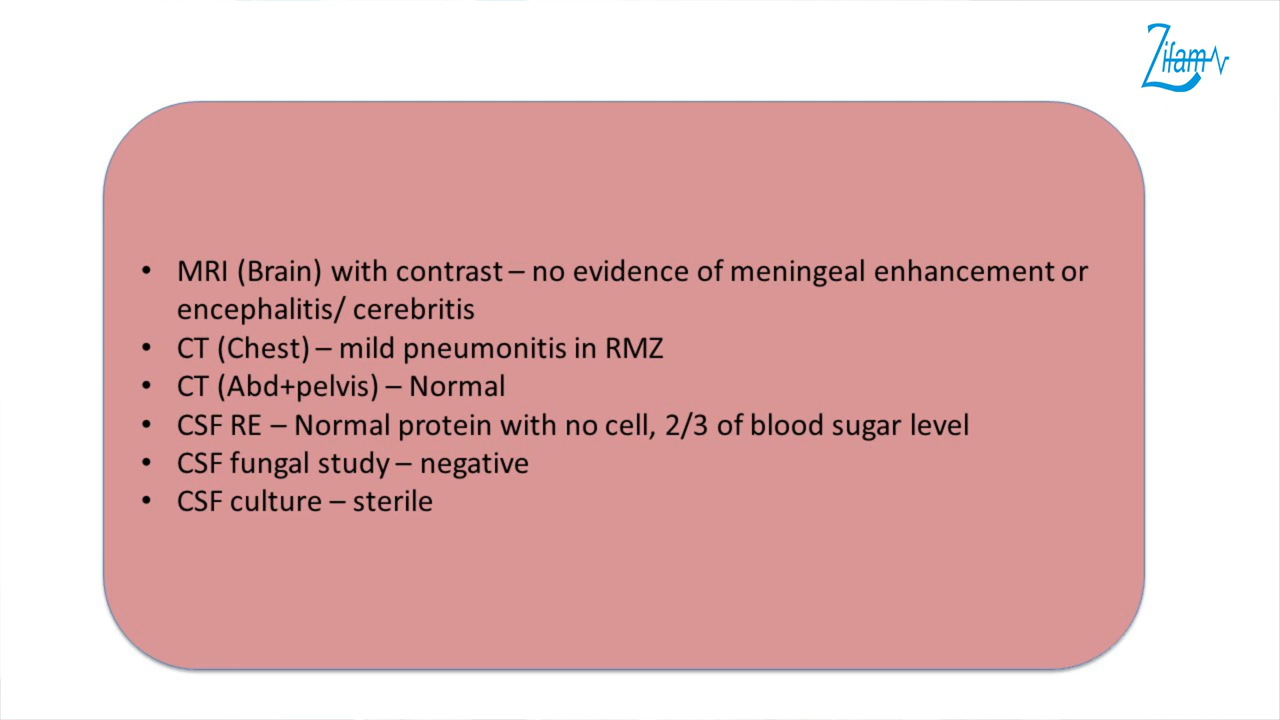 Zifam
• MRI (Brain) with contrast – no evidence of meningeal enhancement or
encephalitis/ cerebritis
• CT (Chest) – mild pneumonitis in RMZ
• CT (Abd+pelvis) – Normal
• CSF RE – Normal protein with no cell, 2/3 of blood sugar level
• CSF fungal study – negative
• CSF culture – sterile